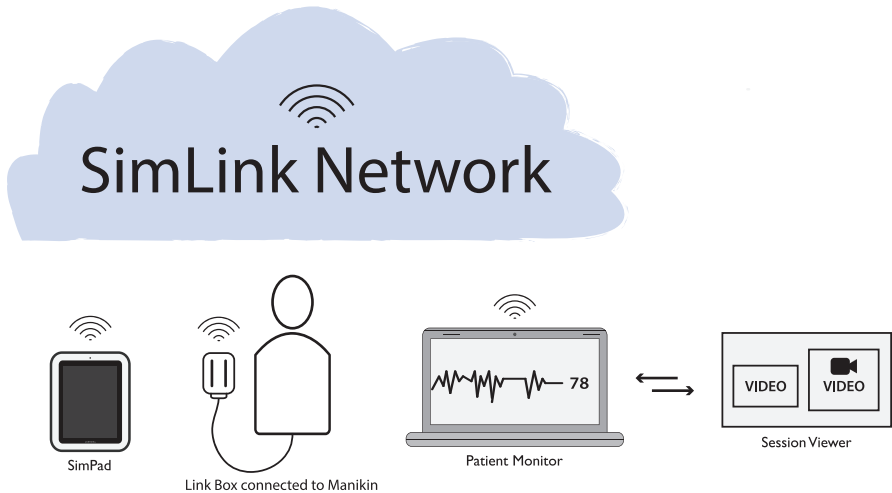 SimLink Network
78
VIDEO
VIDEO
SimPad
Link Box connected to Manikin
Patient Monitor
Session Viewer